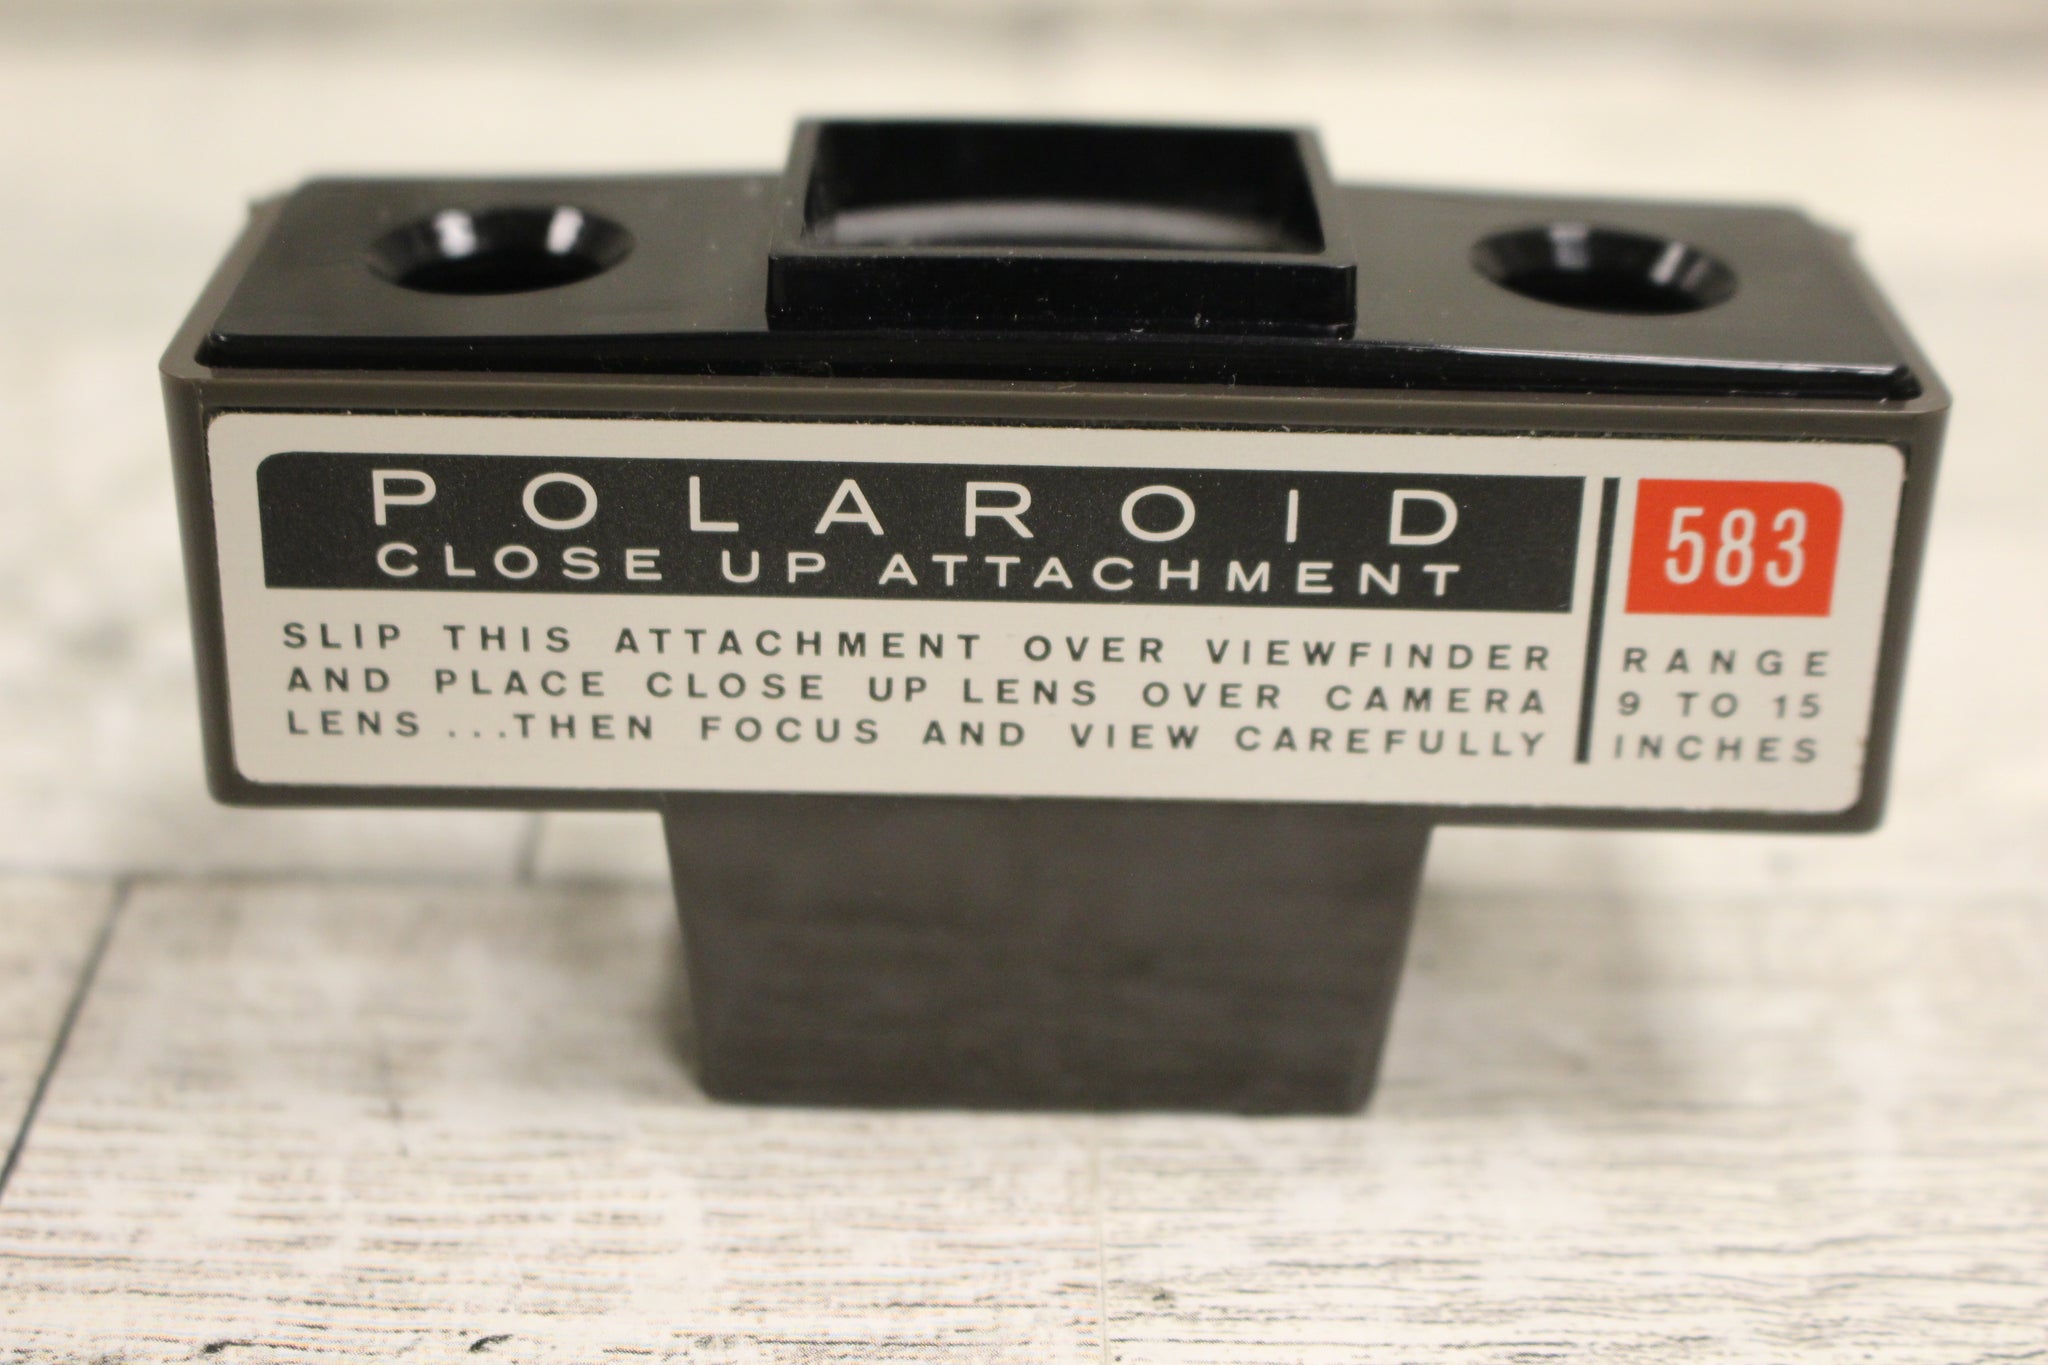 POLAROID
CLOSE UP ATTACHMENT
SLIP THIS ATTACHMENT OVER VIEWFINDER
AND PLACE CLOSE UP LENS OVER CAMERA
LENS ...THEN FOCUS AND VIEW CAREFULLY
583
RANGE
9 TO 15
INCHES